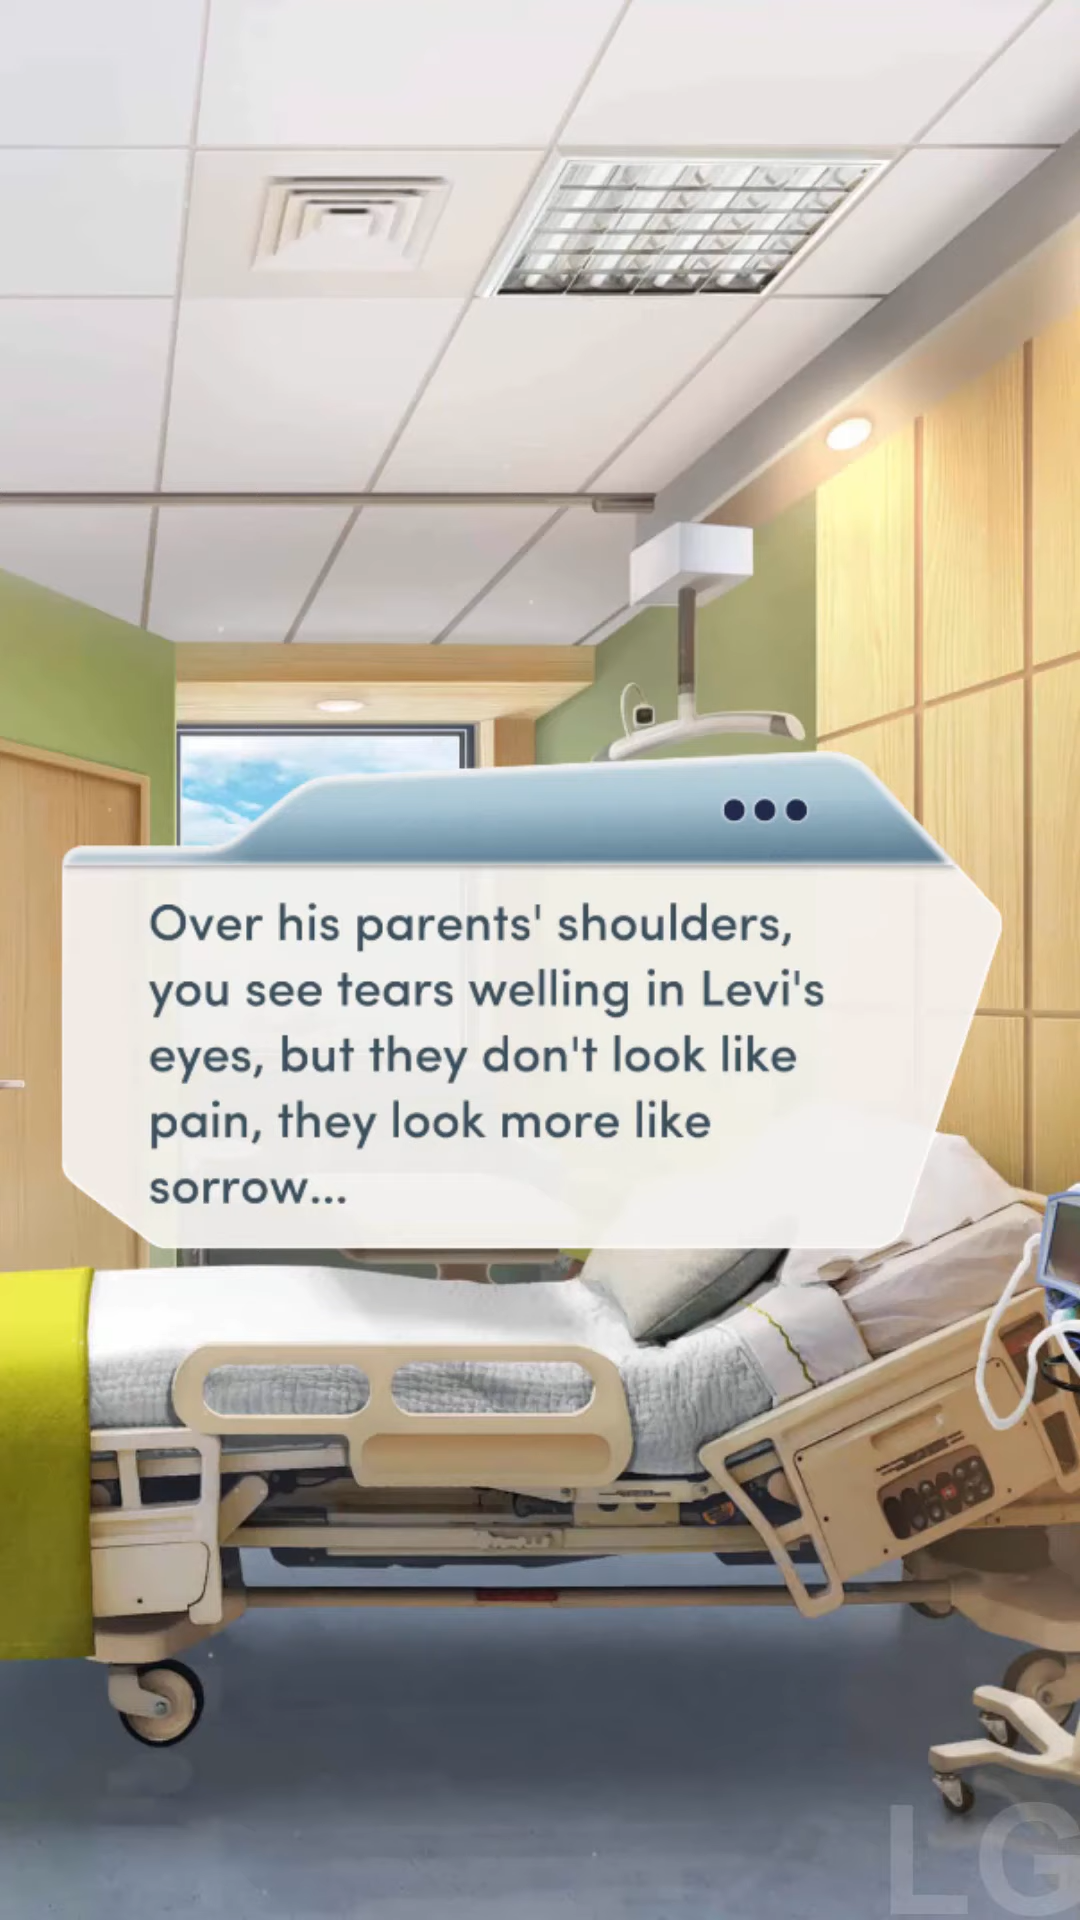 Over his parents' shoulders,
you see tears welling in Levi's
eyes, but they don't look like
pain, they look more like
sorrow...
LG